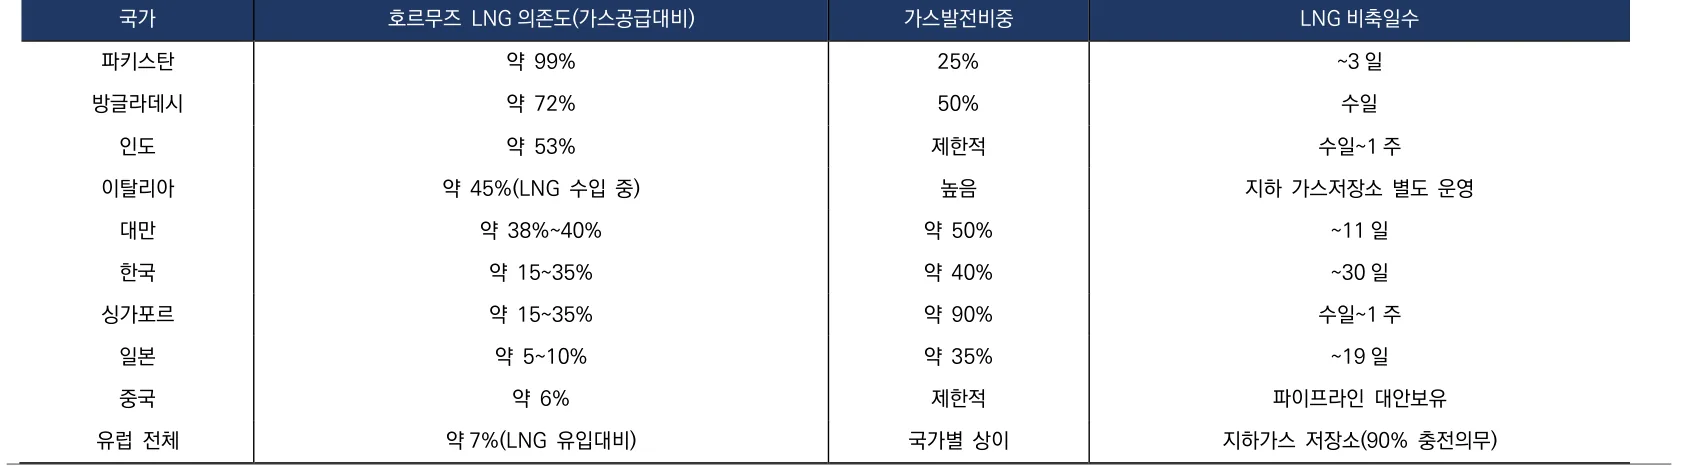 국가 호르무즈 LNG 의존도(가스공급대비) 가스발전비중 LNG 비축일수
파키스탄 약 99% 25% ~3일
방글라데시 약 72% 50% 수일
인도 약 53% 제한적 수일~1주
이탈리아 약 45%(LNG 수입 중) 높음 지하 가스저장소 별도 운영
대만 약 38%~40% 약 50% ~11일
한국 약 15~35% 약 40% ~30일
싱가포르 약 15~35% 약 90% 수일~1주
일본 약 5~10% 약 35% ~19일
중국 약 6% 제한적 파이프라인 대안보유
유럽 전체 약7%(LNG 유입대비) 국가별 상이 지하가스 저장소(90% 충전의무)